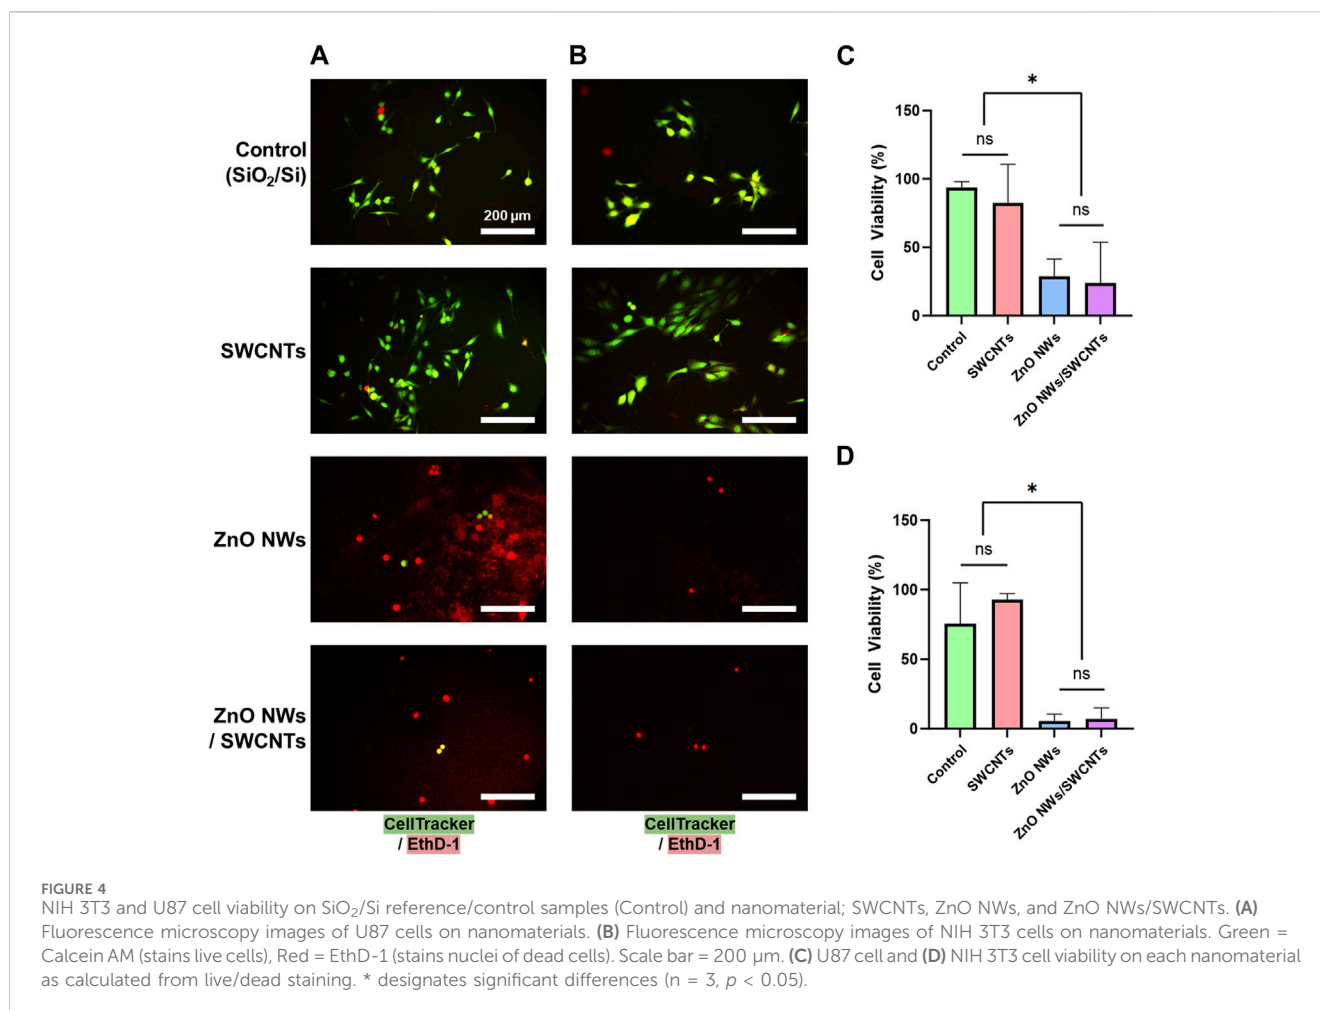 A
B
Control
(SiO₂/Si)
200 µm
SWCNTs
ZnO NWs
ZnO NWs
/ SWCNTs
CellTracker
/ EthD-1
CellTracker
/ EthD-1
C
*
ns
ns
150
100
50
0
Cell Viability (%)
Control
SWCNTs
ZnO NWs
ZnO NWs/SWCNTs
D
*
ns
ns
150
100
50
0
Cell Viability (%)
Control
SWCNTs
ZnO NWs
ZnO NWs/SWCNTs
FIGURE 4
NIH 3T3 and U87 cell viability on SiO₂/Si reference/control samples (Control) and nanomaterial; SWCNTs, ZnO NWs, and ZnO NWs/SWCNTs. (A)
Fluorescence microscopy images of U87 cells on nanomaterials. (B) Fluorescence microscopy images of NIH 3T3 cells on nanomaterials. Green =
Calcein AM (stains live cells), Red = EthD-1 (stains nuclei of dead cells). Scale bar = 200 µm. (C) U87 cell and (D) NIH 3T3 cell viability on each nanomaterial
as calculated from live/dead staining. * designates significant differences (n = 3, p < 0.05).